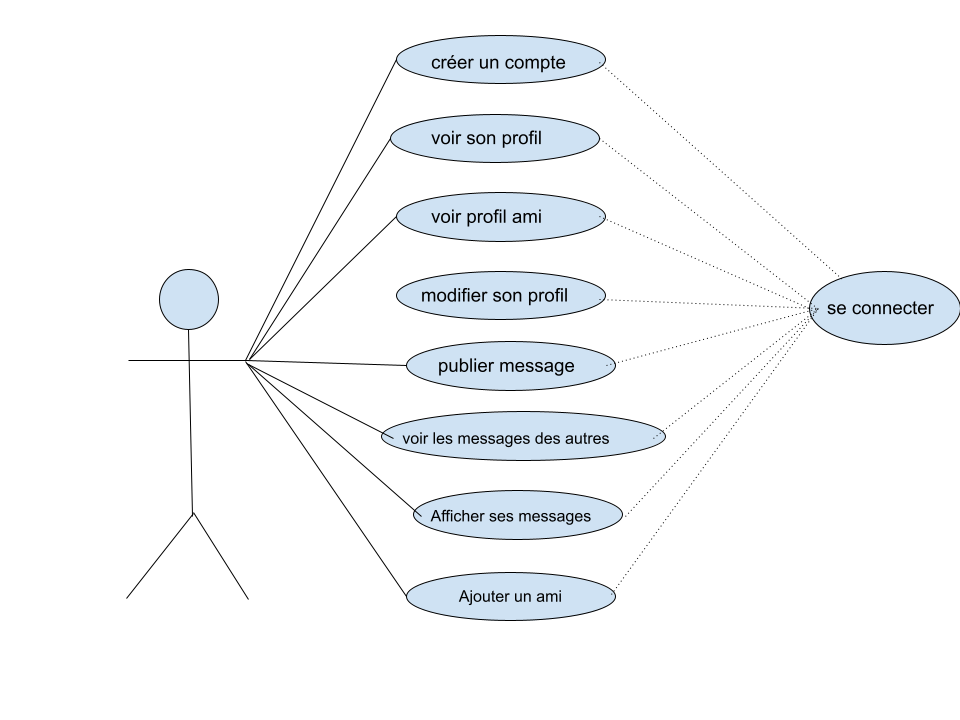 créer un compte
voir son profil
voir profil ami
modifier son profil
se connecter
publier message
voir les messages des autres
Afficher ses messages
Ajouter un ami